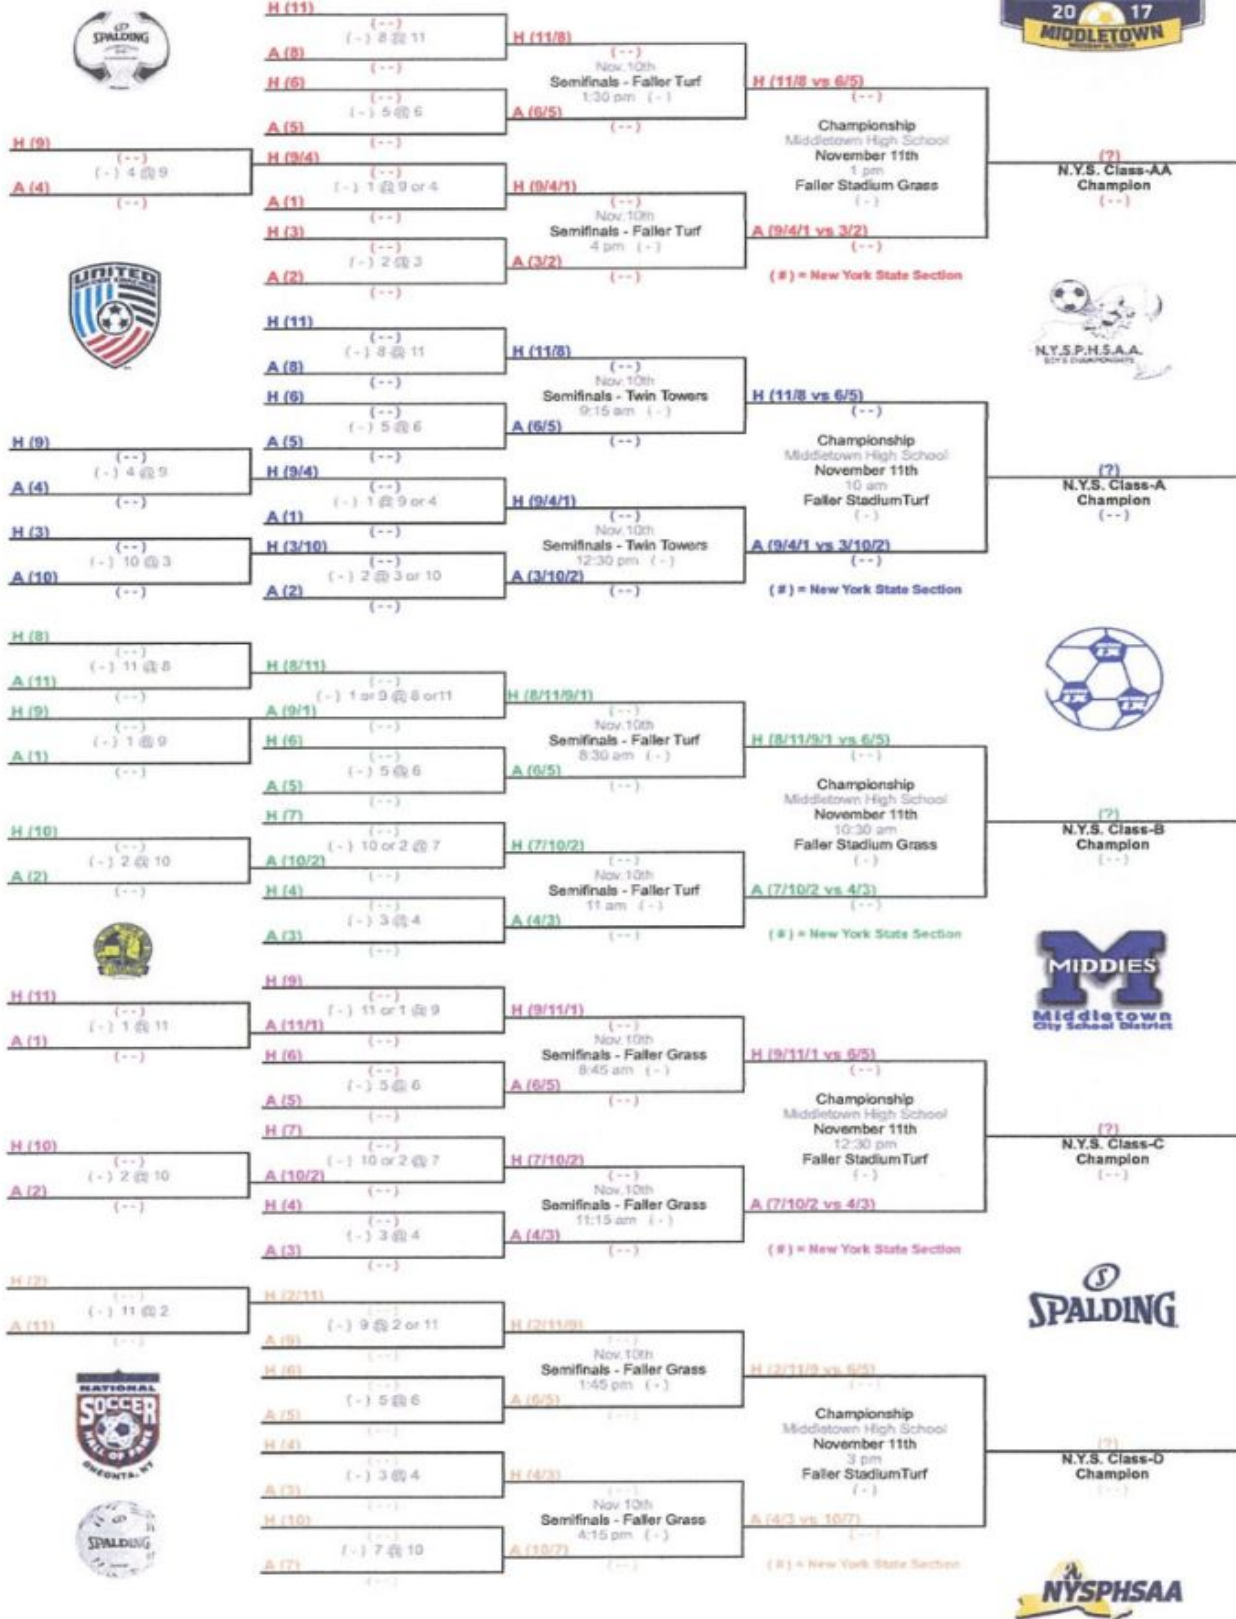 H (11)
(--)
(-) 8 @ 11
A (8)
(--)
H (6)
(--)
(-) 5 @ 6
A (5)
(--)
H (9)
(--)
(-) 4 @ 9
A (4)
(--)
H (9/4)
(--)
(-) 1 @ 9 or 4
A (1)
(--)
H (3)
(--)
(-) 2 @ 3
A (2)
(--)
H (11/8)
(--)
Nov.10th
Semifinals - Faller Turf
1:30 pm (-)
A (6/5)
(--)
H (9/4/1)
(--)
Nov.10th
Semifinals - Faller Turf
4 pm (-)
A (3/2)
(--)
H (11/8 vs 6/5)
(--)
Championship
Middletown High School
November 11th
1 pm
Faller Stadium Grass
(-)
A (9/4/1 vs 3/2)
(--)
(#) = New York State Section
(?)
N.Y.S. Class-AA
Champion
(--)
SPALDING
20 17
MIDDLETOWN
UNITED
N.Y.S.P.H.S.A.A.
BOYS CHAMPIONSHIPS
H (11)
(--)
(-) 8 @ 11
A (8)
(--)
H (6)
(--)
(-) 5 @ 6
A (5)
(--)
H (9)
(--)
(-) 4 @ 9
A (4)
(--)
H (3)
(--)
(-) 10 @ 3
A (10)
(--)
H (9/4)
(--)
(-) 1 @ 9 or 4
A (1)
(--)
H (3/10)
(--)
(-) 2 @ 3 or 10
A (2)
(--)
H (11/8)
(--)
Nov.10th
Semifinals - Twin Towers
9:15 am (-)
A (6/5)
(--)
H (9/4/1)
(--)
Nov.10th
Semifinals - Twin Towers
12:30 pm (-)
A (3/10/2)
(--)
H (11/8 vs 6/5)
(--)
Championship
Middletown High School
November 11th
10 am
Faller StadiumTurf
(-)
A (9/4/1 vs 3/10/2)
(--)
(#) = New York State Section
(?)
N.Y.S. Class-A
Champion
(--)
H (8)
(--)
(-) 11 @ 8
A (11)
(--)
H (9)
(--)
(-) 1 @ 9
A (1)
(--)
H (10)
(--)
(-) 2 @ 10
A (2)
(--)
H (8/11)
(--)
(-) 1 or 9 @ 8 or11
A (9/1)
(--)
H (6)
(-) 5 @ 6
A (5)
(--)
H (7)
(--)
(-) 10 or 2 @ 7
A (10/2)
(--)
H (4)
(--)
(-) 3 @ 4
A (3)
(--)
H (8/11/9/1)
(--)
Nov.10th
Semifinals - Faller Turf
8:30 am (-)
A (6/5)
(--)
H (7/10/2)
(--)
Nov.10th
Semifinals - Faller Turf
11 am (-)
A (4/3)
(--)
H (8/11/9/1 vs 6/5)
(--)
Championship
Middletown High School
November 11th
10:30 am
Faller Stadium Grass
(-)
A (7/10/2 vs 4/3)
(--)
(#) = New York State Section
(?)
N.Y.S. Class-B
Champion
(--)
IX
IX
IX
H (11)
(--)
(-) 1 @ 11
A (1)
(--)
H (10)
(--)
(-) 2 @ 10
A (2)
(--)
H (9)
(--)
(-) 11 or 1 @ 9
A (11/1)
(--)
H (6)
(--)
(-) 5 @ 6
A (5)
(--)
H (7)
(--)
(-) 10 or 2 @ 7
A (10/2)
(--)
H (4)
(--)
(-) 3 @ 4
A (3)
(--)
H (9/11/1)
(--)
Nov.10th
Semifinals - Faller Grass
8:45 am (-)
A (6/5)
(--)
H (7/10/2)
(--)
Nov.10th
Semifinals - Faller Grass
11:15 am (-)
A (4/3)
(--)
H (9/11/1 vs 6/5)
(--)
Championship
Middletown High School
November 11th
12:30 pm
Faller StadiumTurf
(-)
A (7/10/2 vs 4/3)
(#) = New York State Section
(?)
N.Y.S. Class-C
Champion
(--)
MIDDIES
Middletown
City School District
H (2)
(--)
(-) 11 @ 2
A (11)
(--)
H (2/11)
(--)
(-) 9 @ 2 or 11
A (9)
(--)
H (6)
(--)
(-) 5 @ 6
A (5)
(--)
H (4)
(--)
(-) 3 @ 4
A (3)
(--)
H (10)
(--)
(-) 7 @ 10
A (7)
(--)
H (2/11/9)
(--)
Nov.10th
Semifinals - Faller Grass
1:45 pm (-)
A (6/5)
(--)
H (4/3)
(--)
Nov.10th
Semifinals - Faller Grass
4:15 pm (-)
A (10/7)
(--)
H (2/11/9 vs 6/5)
(--)
Championship
Middletown High School
November 11th
3 pm
Faller StadiumTurf
(-)
A (4/3 vs 10/7)
(--)
(#) = New York State Section
(?)
N.Y.S. Class-D
Champion
(--)
SPALDING
NATIONAL
SOCCER
HALL OF FAME
ONEONTA, NY
SPALDING
NYSPHSAA